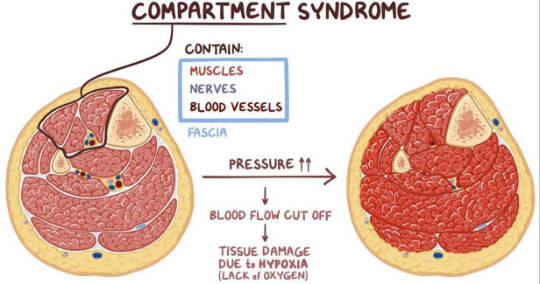 COMPARTMENT SYNDROME
CONTAIN:
MUSCLES
NERVES
BLOOD VESSELS
FASCIA
PRESSURE ↑↑
BLOOD FLOW CUT OFF
TISSUE DAMAGE
DUE to HYPOXIA
(LACK of OXYGEN)